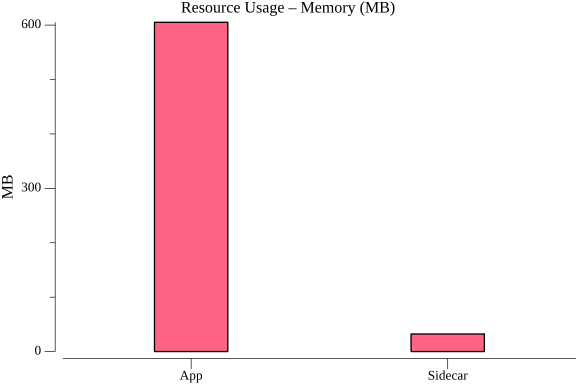 Resource Usage – Memory (MB)
600
300
0
MB
App
Sidecar